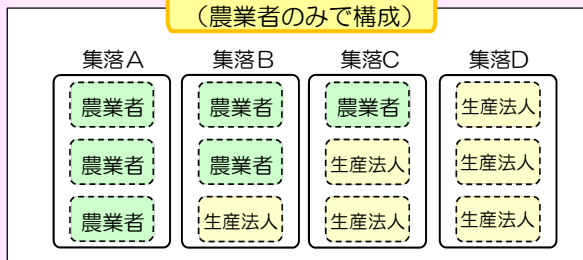 (農業者のみで構成)
集落A 集落B 集落C 集落D
農業者 農業者 農業者 生産法人
農業者 農業者 生産法人 生産法人
農業者 生産法人 生産法人 生産法人